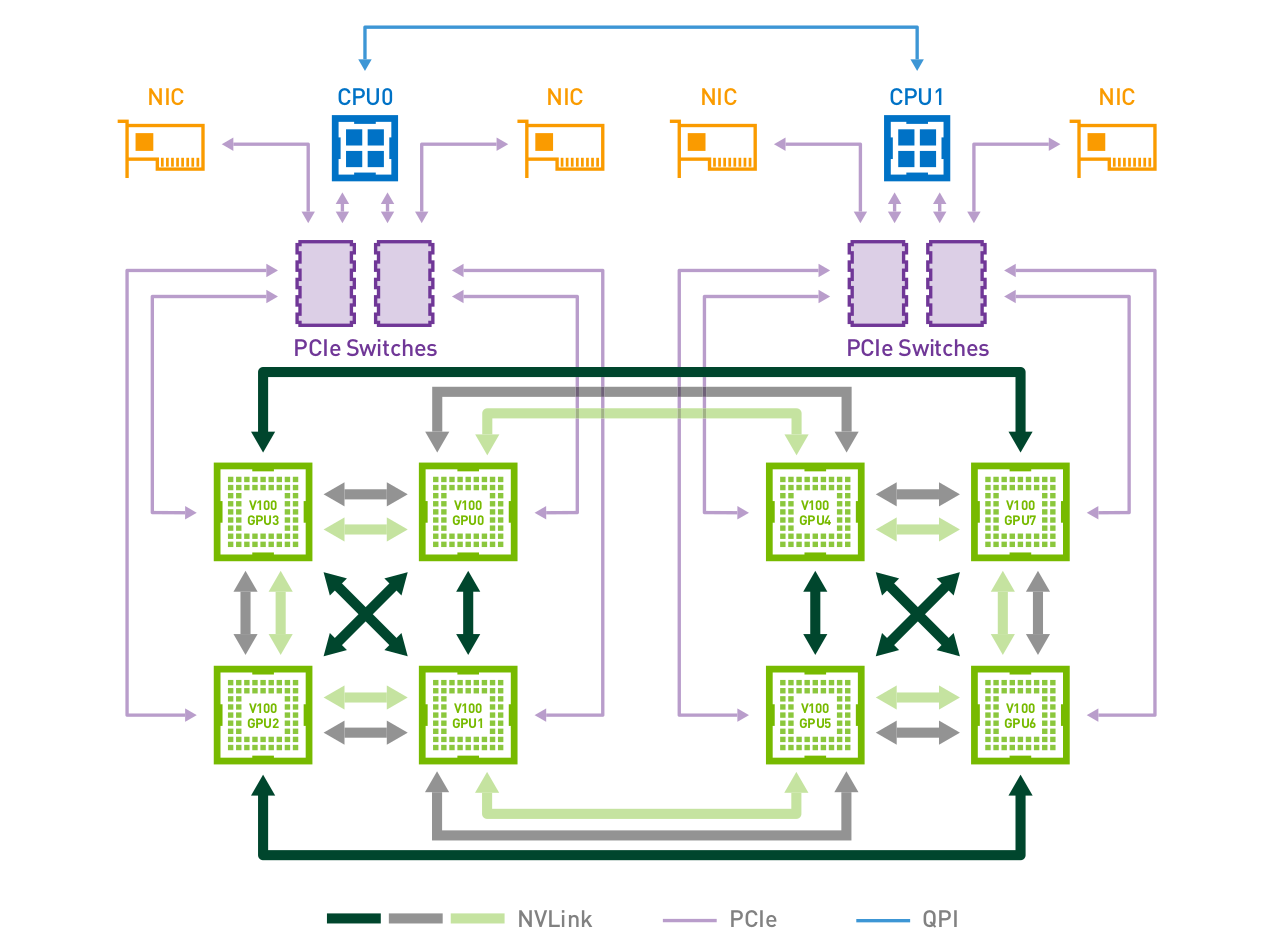 NIC
CPU0
NIC
NIC
CPU1
NIC
PCIe Switches
PCIe Switches
V100
GPU3
V100
GPU0
V100
GPU4
V100
GPU7
V100
GPU2
V100
GPU1
V100
GPU5
V100
GPU6
NVLink
PCIe
QPI